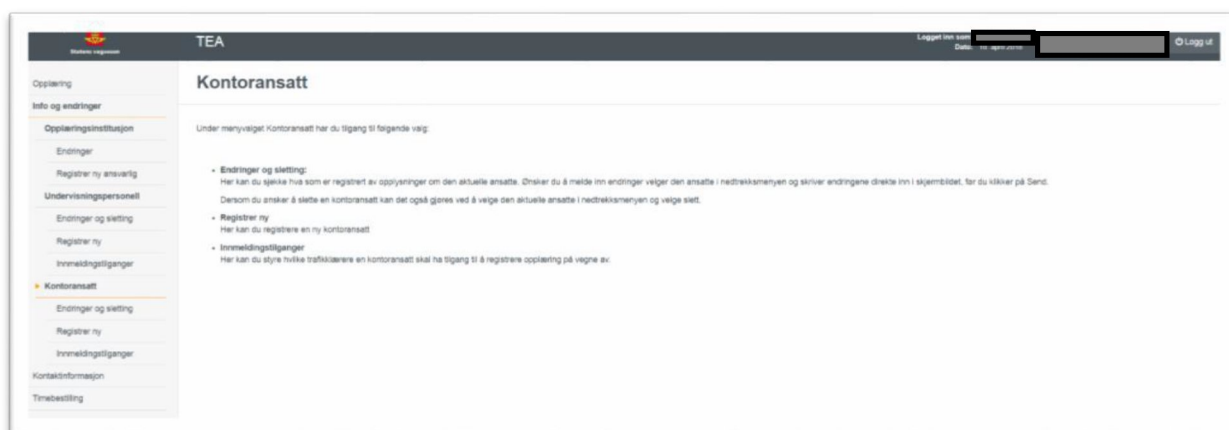 Statens vegvesen
TEA
Logget inn som:
Dato: 10. april 2018
Logg ut
Opplæring
Info og endringer
Opplæringsinstitusjon
Endringer
Registrer ny ansvarlig
Undervisningspersonell
Endringer og sletting
Registrer ny
Innmeldingstilganger
Kontoransatt
Endringer og sletting
Registrer ny
Innmeldingstilganger
Kontaktinformasjon
Timebestilling
Kontoransatt
Under menyvalget Kontoransatt har du tilgang til følgende valg:
• Endringer og sletting:
Her kan du sjekke hva som er registrert av opplysninger om den aktuelle ansatte. Ønsker du å melde inn endringer velger den ansatte i nedtrekksmenyen og skriver endringene direkte inn i skjermbildet, før du klikker på Send.
Dersom du ønsker å slette en kontoransatt kan det også gjøres ved å velge den aktuelle ansatte i nedtrekksmenyen og velge slett.
• Registrer ny
Her kan du registrere en ny kontoransatt
• Innmeldingstilganger
Her kan du styre hvilke trafikklærere en kontoransatt skal ha tilgang til å registrere opplæring på vegne av.